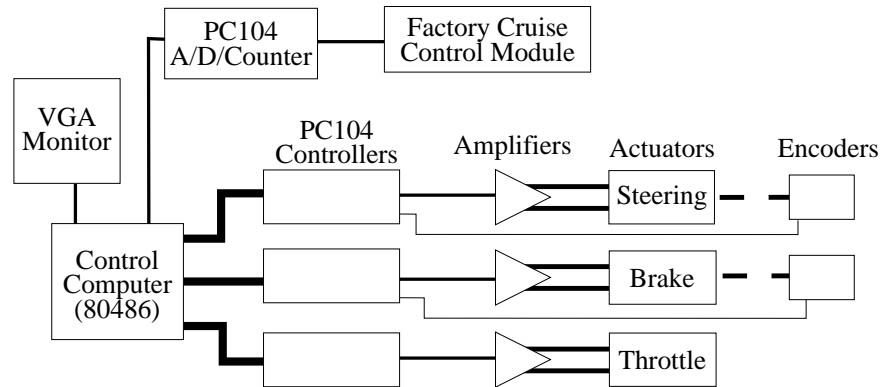 PC104
A/D/Counter
Factory Cruise
Control Module
VGA
Monitor
PC104
Controllers
Amplifiers
Actuators
Encoders
Steering
Control
Computer
(80486)
Brake
Throttle